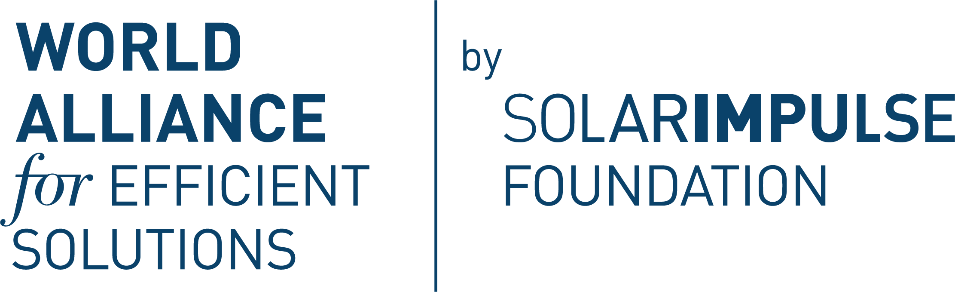 WORLD
ALLIANCE
for EFFICIENT
SOLUTIONS
by
SOLARIMPULSE
FOUNDATION